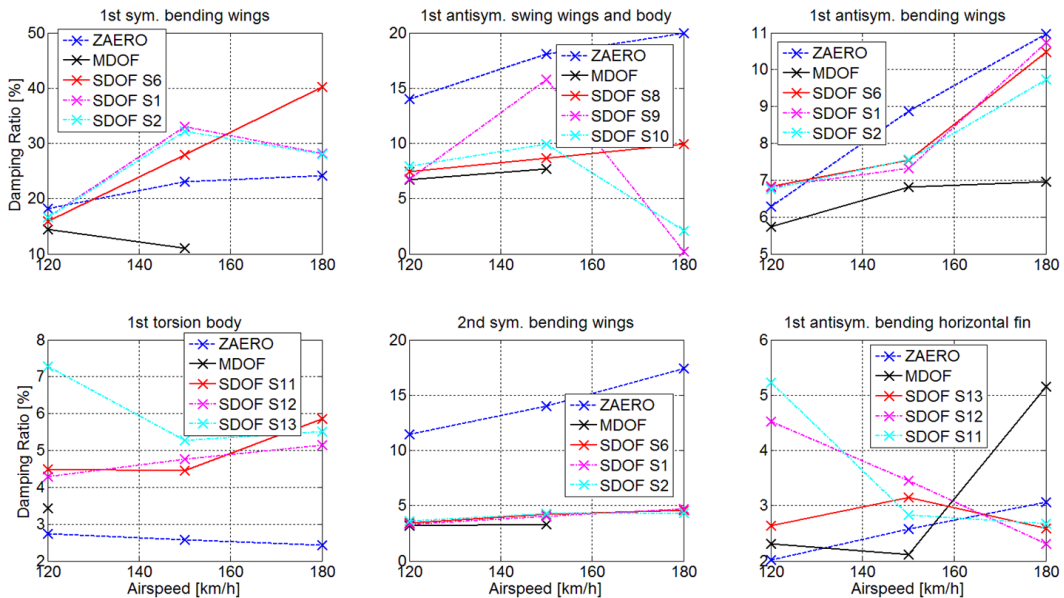 1st sym. bending wings
50
40
30
20
10
Damping Ratio [%]
ZAERO
MDOF
SDOF S6
SDOF S1
SDOF S2
120 140 160 180
1st antisym. swing wings and body
20
15
10
5
0
ZAERO
MDOF
SDOF S8
SDOF S9
SDOF S10
120 140 160 180
1st antisym. bending wings
11
10
9
8
7
6
5
ZAERO
MDOF
SDOF S6
SDOF S1
SDOF S2
120 140 160 180
1st torsion body
8
7
6
5
4
3
2
Damping Ratio [%]
ZAERO
MDOF
SDOF S11
SDOF S12
SDOF S13
120 140 160 180
Airspeed [km/h]
2nd sym. bending wings
20
15
10
5
0
ZAERO
MDOF
SDOF S6
SDOF S1
SDOF S2
120 140 160 180
Airspeed [km/h]
1st antisym. bending horizontal fin
6
5
4
3
2
ZAERO
MDOF
SDOF S13
SDOF S12
SDOF S11
120 140 160 180
Airspeed [km/h]